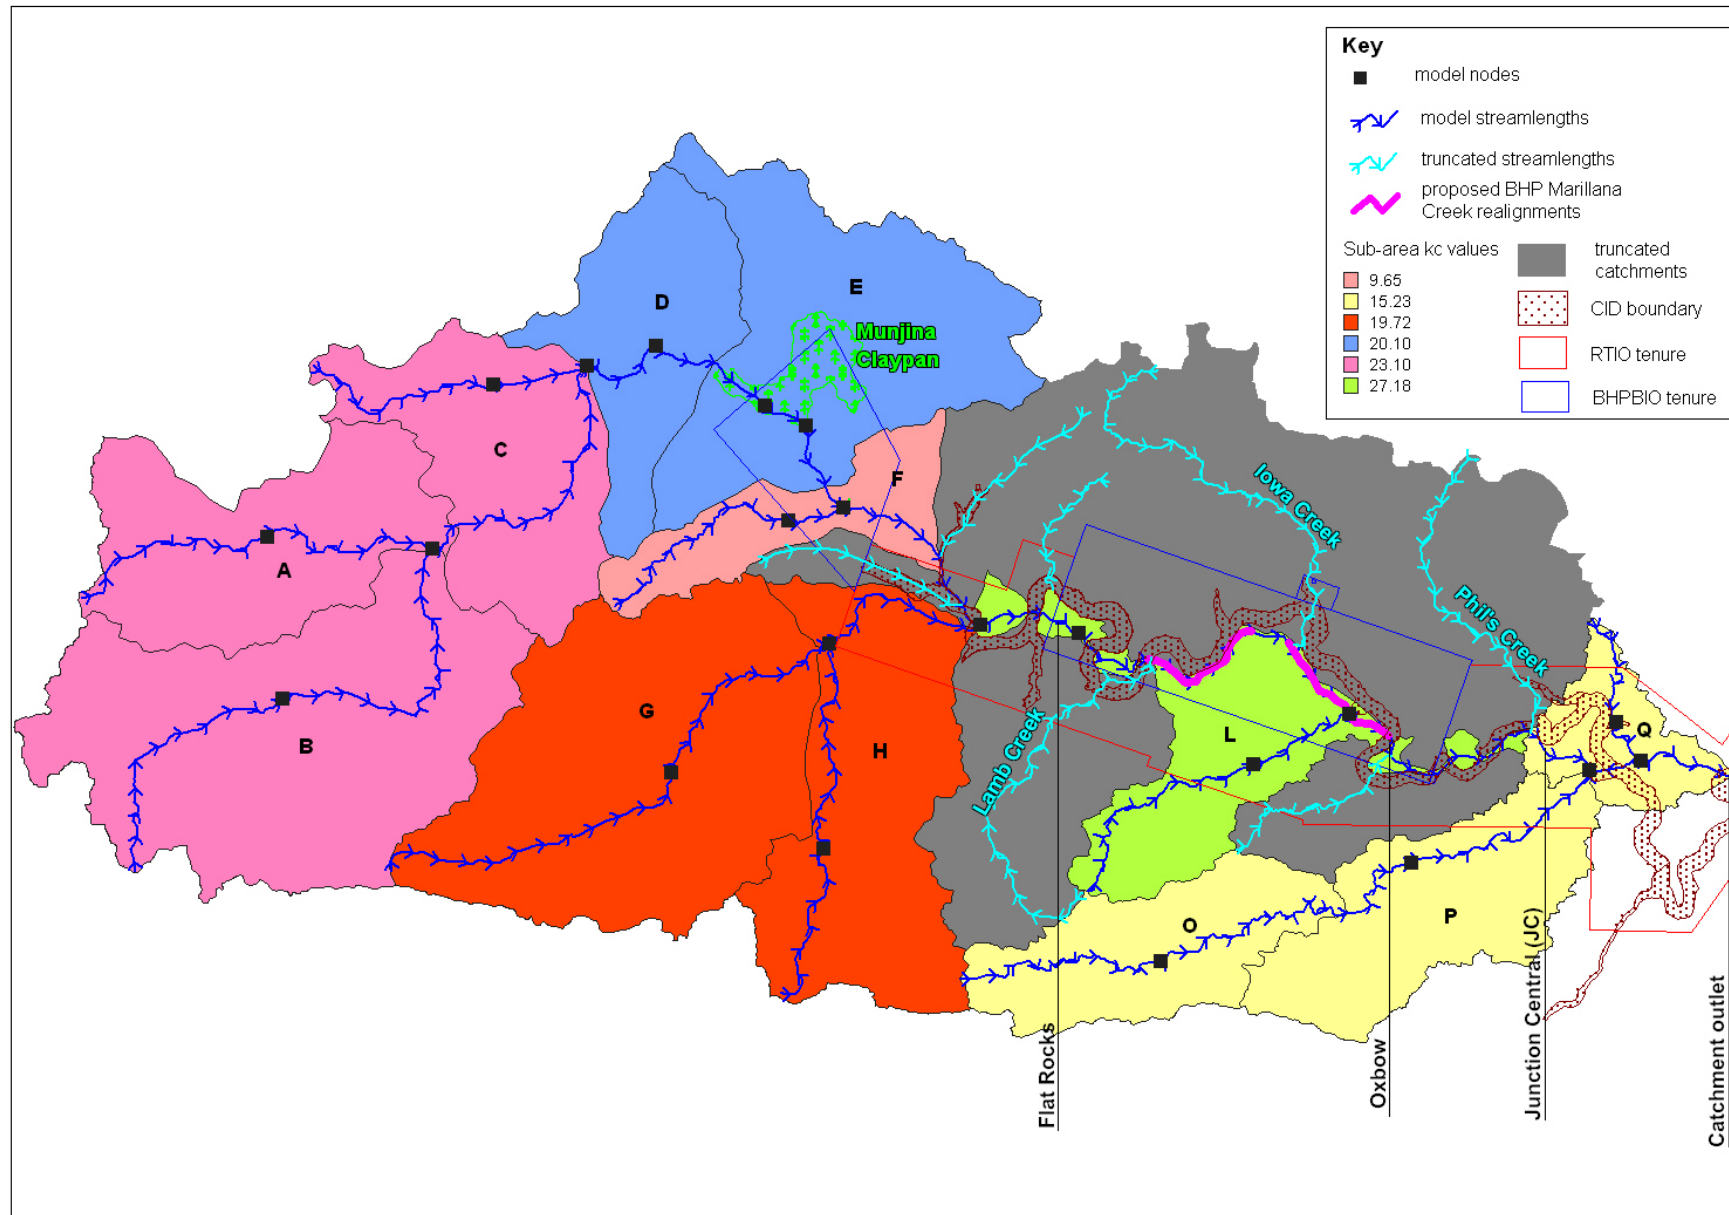 Key
model nodes
model streamlengths
truncated streamlengths
proposed BHP Marillana
Creek realignments
Sub-area kc values
9.65
15.23
19.72
20.10
23.10
27.18
truncated
catchments
CID boundary
RTIO tenure
BHPBIO tenure
D
E
Munjina
Claypan
C
F
A
B
G
H
L
O
P
Q
Iowa Creek
Phil's Creek
Lamb Creek
Flat Rocks
Oxbow
Junction Central (JC)
Catchment outlet